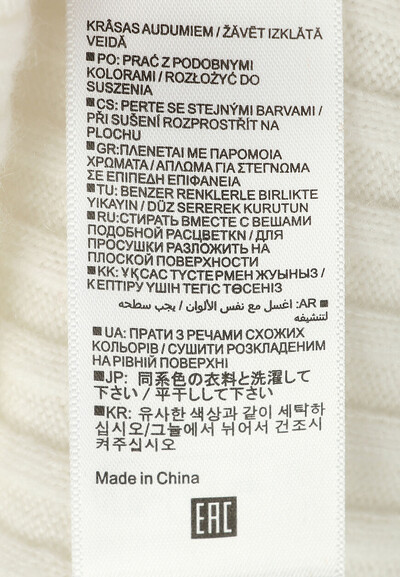 KRÂSAS AUDUMIEM / ŽĀVĒT IZKLĀTĀ
VEIDĀ
PO: PRAĆ Z PODOBNYMI
KOLORAMI / ROZŁOŻYĆ DO
SUSZENIA
CS: PERTE SE STEJNÝMI BARVAMI /
PŘI SUŠENÍ ROZPROSTŘÍT NA
PLOCHU
GR:ΠΛΕΝΕΤΑΙ ΜΕ ΠΑΡΟΜΟΙΑ
ΧΡΩΜΑΤΑ / ΑΠΛΩΜΑ ΓΙΑ ΣΤΕΓΝΩΜΑ
ΣΕ ΕΠΙΠΕΔΗ ΕΠΙΦΑΝΕΙΑ
TU: BENZER RENKLERLE BIRLIKTE
YIKAYIN / DÜZ SEREREK KURUTUN
RU:СТИРАТЬ ВМЕСТЕ С ВЕШАМИ
ПОДОБНОЙ РАСЦВЕТКN / ДЛЯ
ПРОСУШКИ РАЗЛОЖИТЬ НА
ПЛОСКОЙ ПОВЕРХНОСТИ
KK: ҰҚСАС ТҮСТЕРМЕН ЖУЫНЫЗ /
КЕПТІРУ ҮШІН ТЕГІС ТӨСЕНІЗ
AR: اغسل مع نفس الألوان / يجب سطحه
لتنشيفه
UA: ПРАТИ З РЕЧАМИ СХОЖИХ
КОЛЬОРІВ / СУШИТИ РОЗКЛАДЕНИМ
НА РІВНІЙ ПОВЕРХНІ
JP: 同系色の衣料と洗濯して
下さい / 平干しして下さい
KR: 유사한 색상과 같이 세탁하
십시오/그늘에서 뉘어서 건조시
켜주십시오
Made in China
EAC